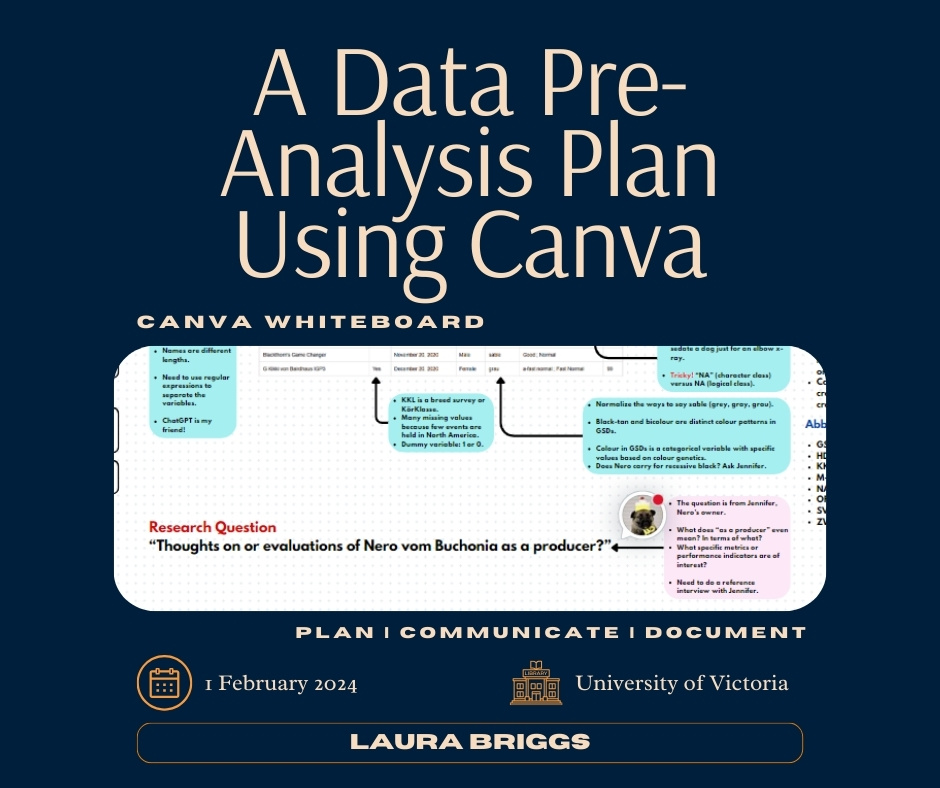 A Data Pre-
Analysis Plan
Using Canva
CANVA WHITEBOARD
Names are different
lengths.
Need to use regular
expressions to
separate the
variables.
ChatGPT is my
friend!
Blackthorn's Game Changer November 20, 2020 Male sable Good ; Normal
Yes December 20, 2020 Female grau a-fast normal ; Fast Normal 99
• KKL is a breed survey or
KörKlasse.
• Many missing values
because few events are
held in North America.
• Dummy variable: 1 or 0.
sedate a dog just for an elbow x-
ray.
• Tricky! "NA" (character class)
versus NA (logical class).
• Normalize the ways to say sable (grey, gray, grau).
• Black-tan and bicolour are distinct colour patterns in
GSDs.
• Colour in GSDs is a categorical variable with specific
values based on colour genetics.
• Does Nero carry for recessive black? Ask Jennifer.
Abb
• GS
• HD
• KK
• NA
• SV
Research Question
“Thoughts on or evaluations of Nero vom Buchonia as a producer?”
• The question is from Jennifer,
Nero's owner.
• What does “as a producer” even
mean? In terms of what?
• What specific metrics or
performance indicators are of
interest?
• Need to do a reference
interview with Jennifer.
PLAN | COMMUNICATE | DOCUMENT
1 February 2024
LIBRARY
University of Victoria
LAURA BRIGGS